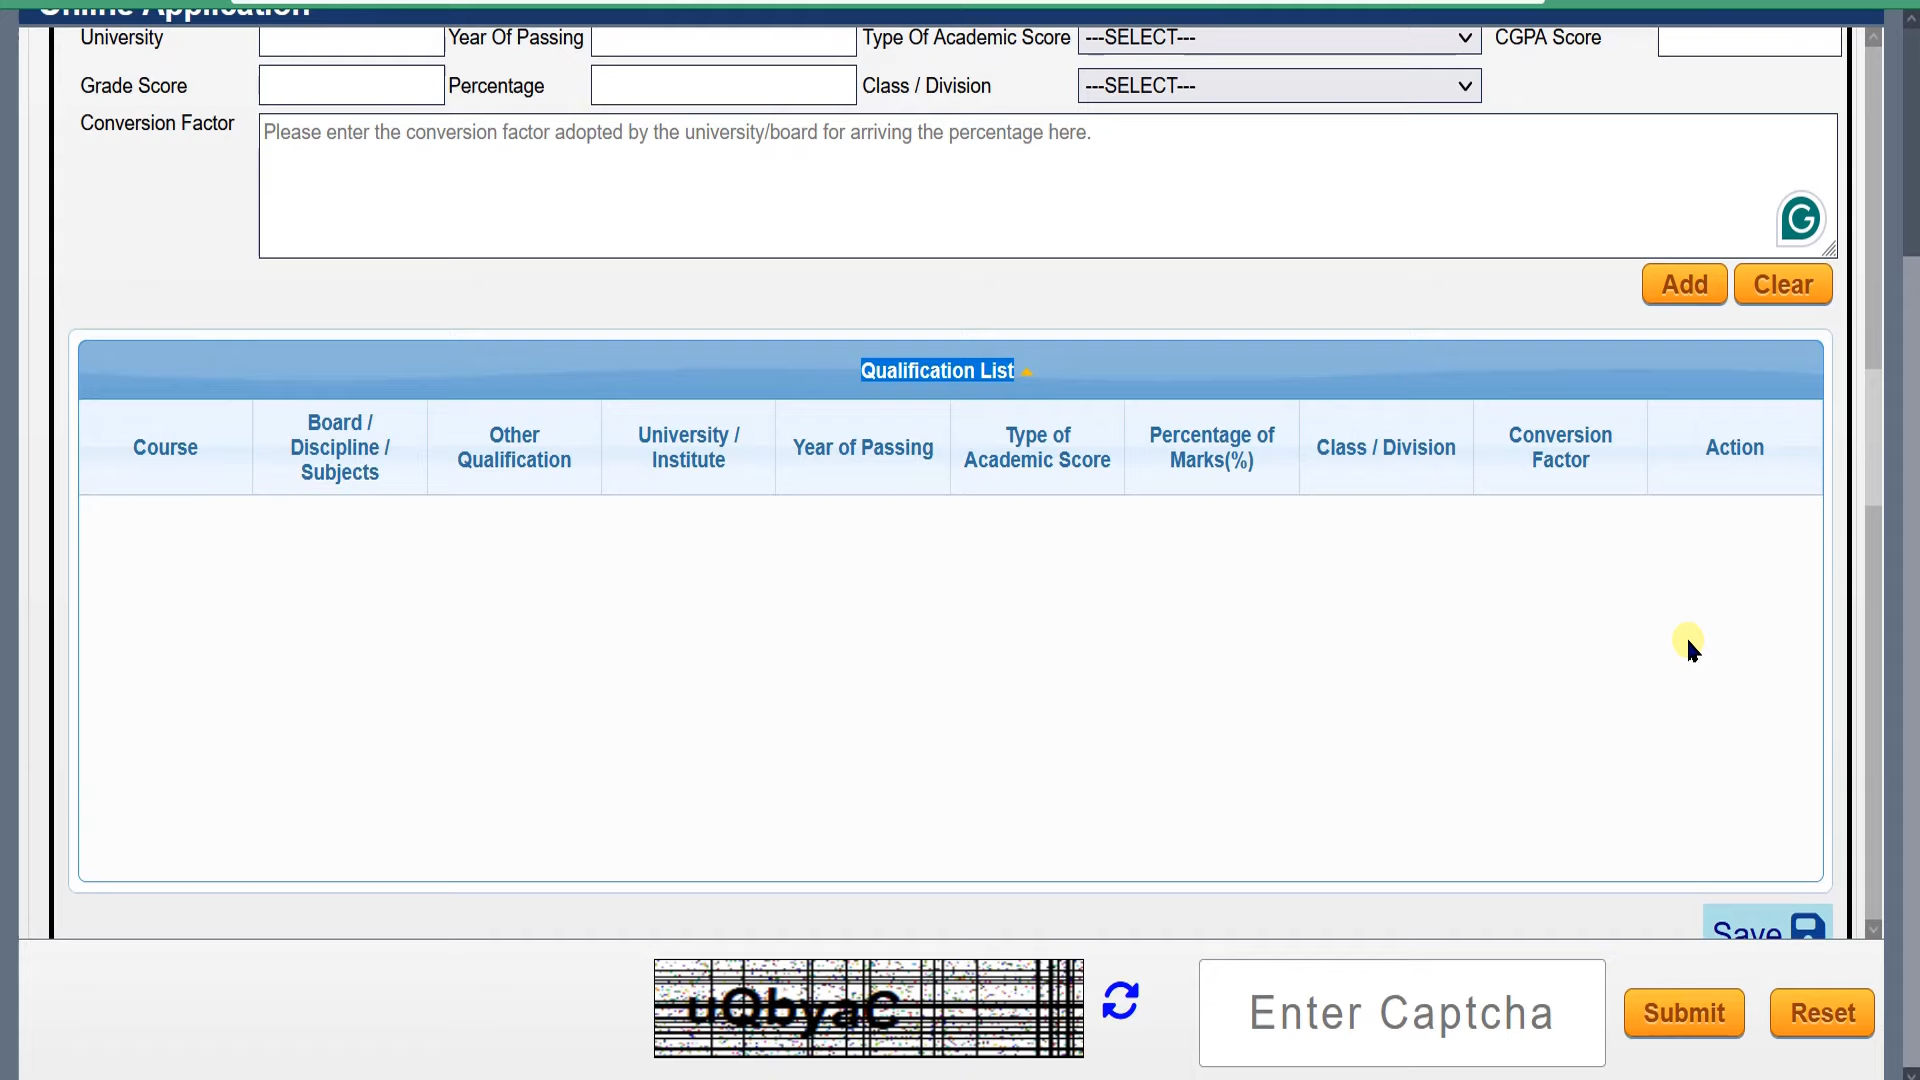 Online Application
University Year Of Passing Type Of Academic Score ---SELECT--- CGPA Score
Grade Score Percentage Class / Division ---SELECT---
Conversion Factor Please enter the conversion factor adopted by the university/board for arriving the percentage here.
G
Add Clear
Qualification List
Course
Board /
Discipline /
Subjects
Other
Qualification
University /
Institute
Year of Passing
Type of
Academic Score
Percentage of
Marks(%)
Class / Division
Conversion
Factor
Action
Save
uQbyaC Enter Captcha Submit Reset